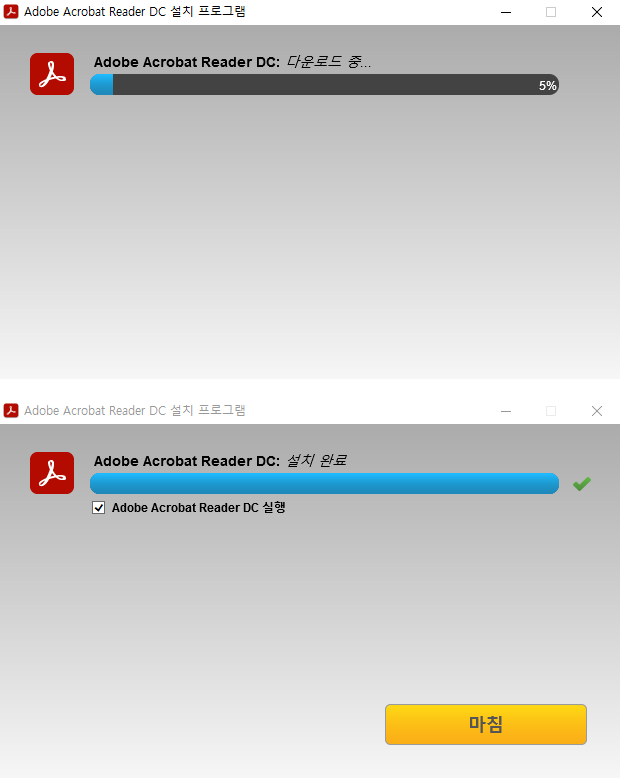 Adobe Acrobat Reader DC 설치 프로그램
Adobe Acrobat Reader DC: 다운로드 중...
5%
Adobe Acrobat Reader DC 설치 프로그램
Adobe Acrobat Reader DC: 설치 완료
Adobe Acrobat Reader DC 실행
마침